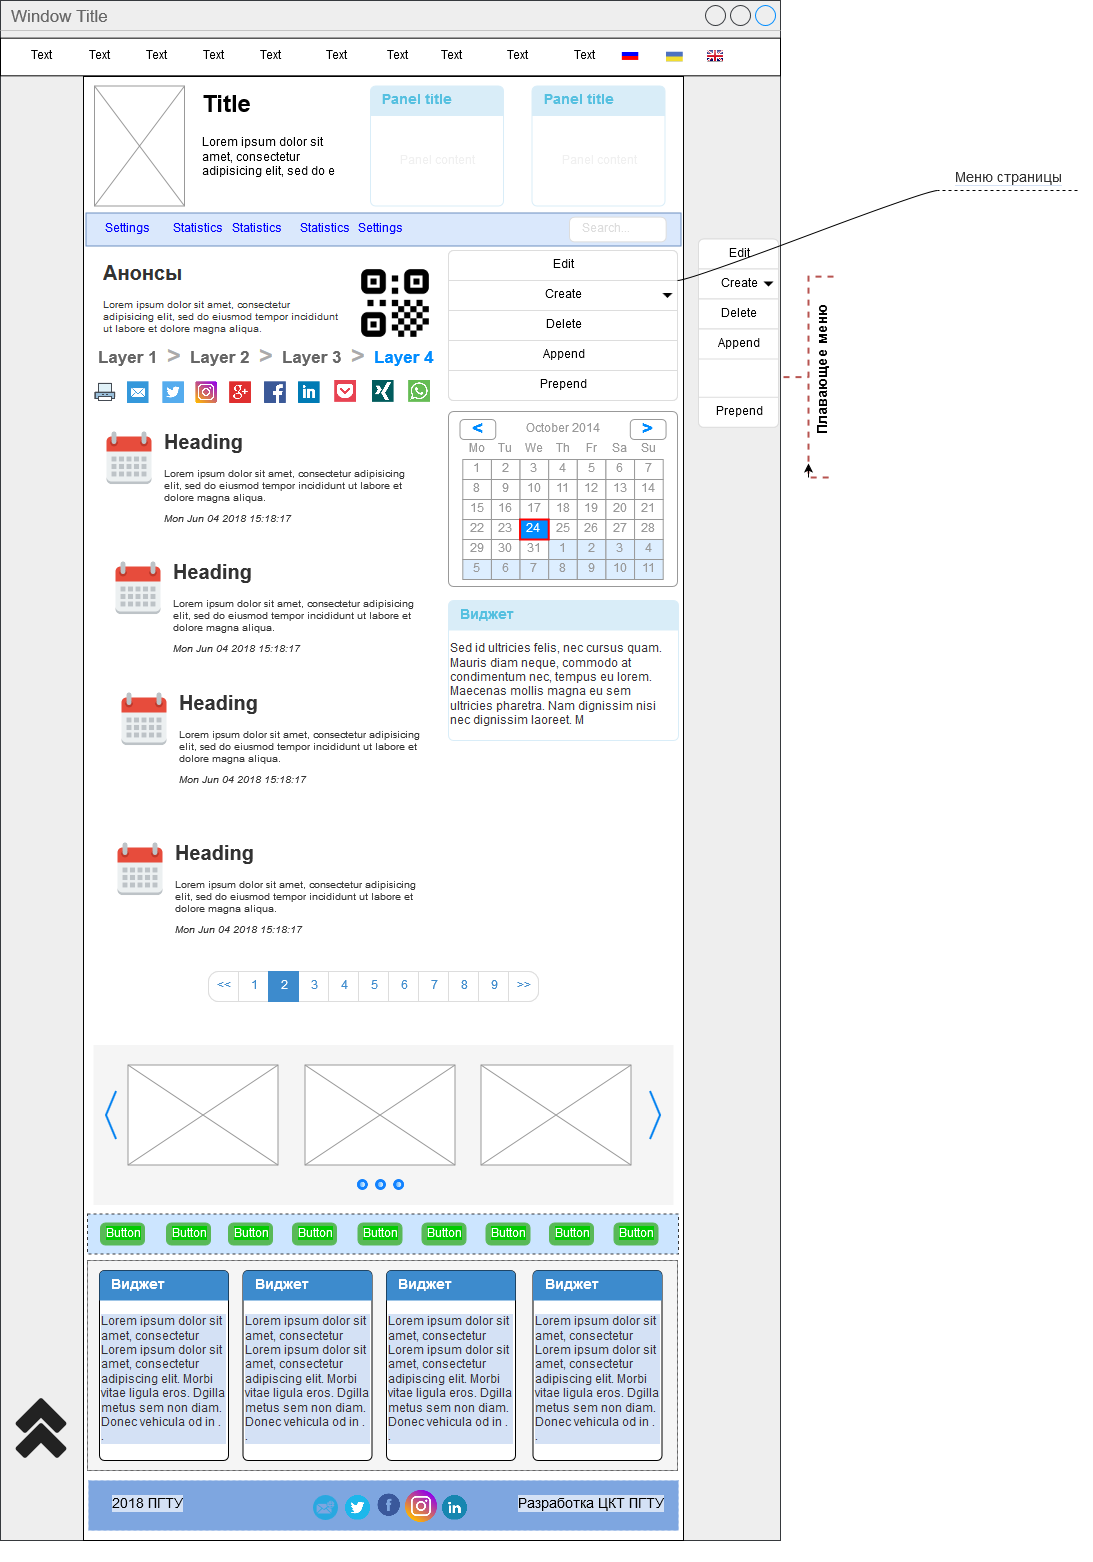 Window Title
Text Text Text Text Text Text Text Text Text Text
Title
Lorem ipsum dolor sit
amet, consectetur
adipisicing elit, sed do e
Panel title
Panel content
Panel title
Panel content
Меню страницы
Settings Statistics Statistics Statistics Settings
Search...
Анонсы
Lorem ipsum dolor sit amet, consectetur
adipisicing elit, sed do eiusmod tempor incididunt
ut labore et dolore magna aliqua.
Layer 1 > Layer 2 > Layer 3 > Layer 4
Edit
Create
Delete
Append
Prepend
Edit
Create
Delete
Append
Prepend
Плавающее меню
< October 2014 >
Mo Tu We Th Fr Sa Su
1 2 3 4 5 6 7
8 9 10 11 12 13 14
15 16 17 18 19 20 21
22 23 24 25 26 27 28
29 30 31 1 2 3 4
5 6 7 8 9 10 11
Heading
Lorem ipsum dolor sit amet, consectetur adipisicing
elit, sed do eiusmod tempor incididunt ut labore et
dolore magna aliqua.
Mon Jun 04 2018 15:18:17
Heading
Lorem ipsum dolor sit amet, consectetur adipisicing
elit, sed do eiusmod tempor incididunt ut labore et
dolore magna aliqua.
Mon Jun 04 2018 15:18:17
Heading
Lorem ipsum dolor sit amet, consectetur adipisicing
elit, sed do eiusmod tempor incididunt ut labore et
dolore magna aliqua.
Mon Jun 04 2018 15:18:17
Heading
Lorem ipsum dolor sit amet, consectetur adipisicing
elit, sed do eiusmod tempor incididunt ut labore et
dolore magna aliqua.
Mon Jun 04 2018 15:18:17
Виджет
Sed id ultricies felis, nec cursus quam.
Mauris diam neque, commodo at
condimentum nec, tempus eu lorem.
Maecenas mollis magna eu sem
ultricies pharetra. Nam dignissim nisi
nec dignissim laoreet. M
<< 1 2 3 4 5 6 7 8 9 >>
Button Button Button Button Button Button Button Button Button
Виджет
Lorem ipsum dolor sit
amet, consectetur
Lorem ipsum dolor sit
amet, consectetur
adipiscing elit. Morbi
vitae ligula eros. Dgilla
metus sem non diam.
Donec vehicula od in .
.
Виджет
Lorem ipsum dolor sit
amet, consectetur
Lorem ipsum dolor sit
amet, consectetur
adipiscing elit. Morbi
vitae ligula eros. Dgilla
metus sem non diam.
Donec vehicula od in .
.
Виджет
Lorem ipsum dolor sit
amet, consectetur
Lorem ipsum dolor sit
amet, consectetur
adipiscing elit. Morbi
vitae ligula eros. Dgilla
metus sem non diam.
Donec vehicula od in .
.
Виджет
Lorem ipsum dolor sit
amet, consectetur
Lorem ipsum dolor sit
amet, consectetur
adipiscing elit. Morbi
vitae ligula eros. Dgilla
metus sem non diam.
Donec vehicula od in .
.
2018 ПГТУ
Разработка ЦКТ ПГТУ